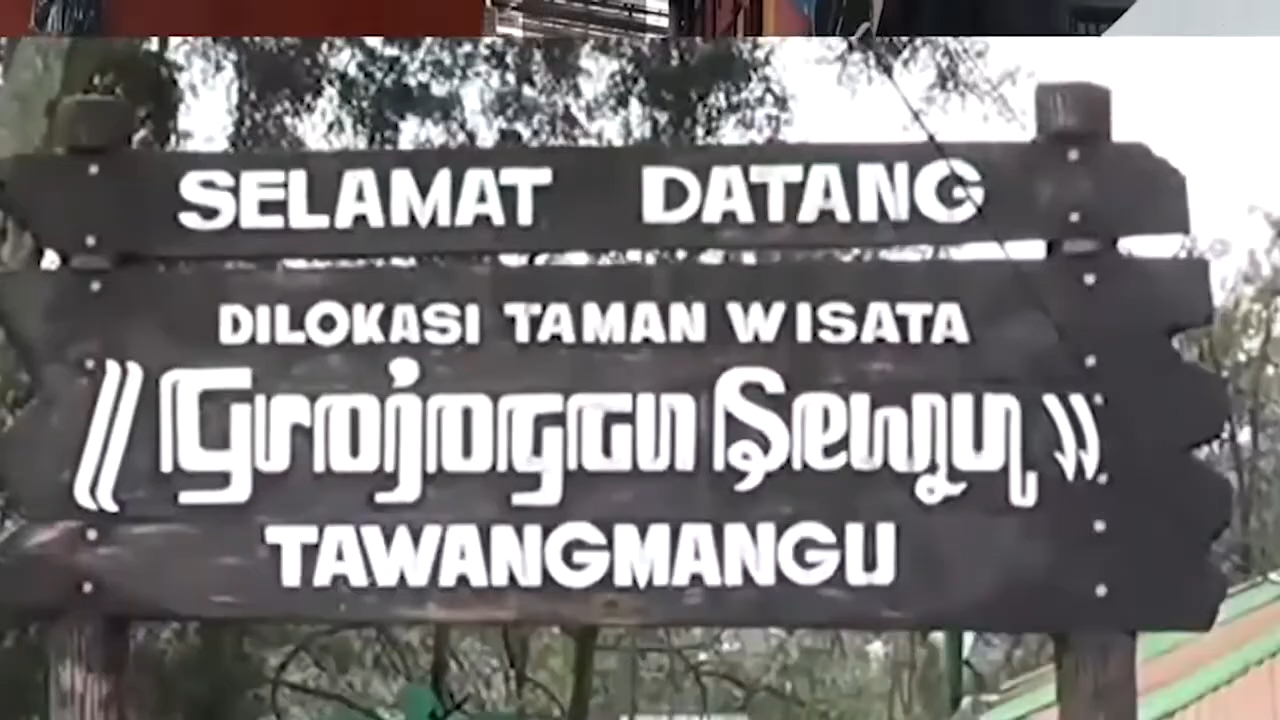 SELAMAT DATANG
DILOKASI TAMAN WISATA
"Grojogan Sewu"
TAWANGMANGU